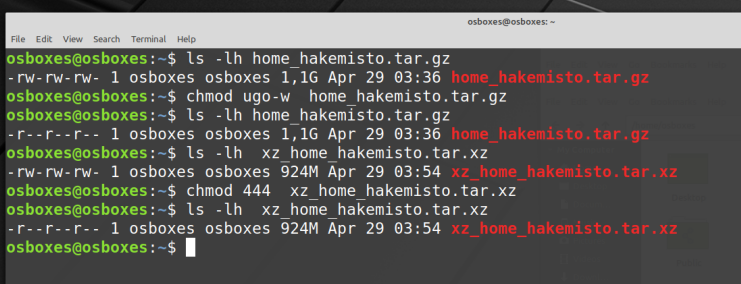 osboxes@osboxes: ~
File Edit View Search Terminal Help
osboxes@osboxes:~$ ls -lh home_hakemisto.tar.gz
-rw-rw-rw- 1 osboxes osboxes 1,1G Apr 29 03:36 home_hakemisto.tar.gz
osboxes@osboxes:~$ chmod ugo-w  home_hakemisto.tar.gz
osboxes@osboxes:~$ ls -lh home_hakemisto.tar.gz
-r--r--r-- 1 osboxes osboxes 1,1G Apr 29 03:36 home_hakemisto.tar.gz
osboxes@osboxes:~$ ls -lh  xz_home_hakemisto.tar.xz
-rw-rw-rw- 1 osboxes osboxes 924M Apr 29 03:54 xz_home_hakemisto.tar.xz
osboxes@osboxes:~$ chmod 444  xz_home_hakemisto.tar.xz
osboxes@osboxes:~$ ls -lh  xz_home_hakemisto.tar.xz
-r--r--r-- 1 osboxes osboxes 924M Apr 29 03:54 xz_home_hakemisto.tar.xz
osboxes@osboxes:~$